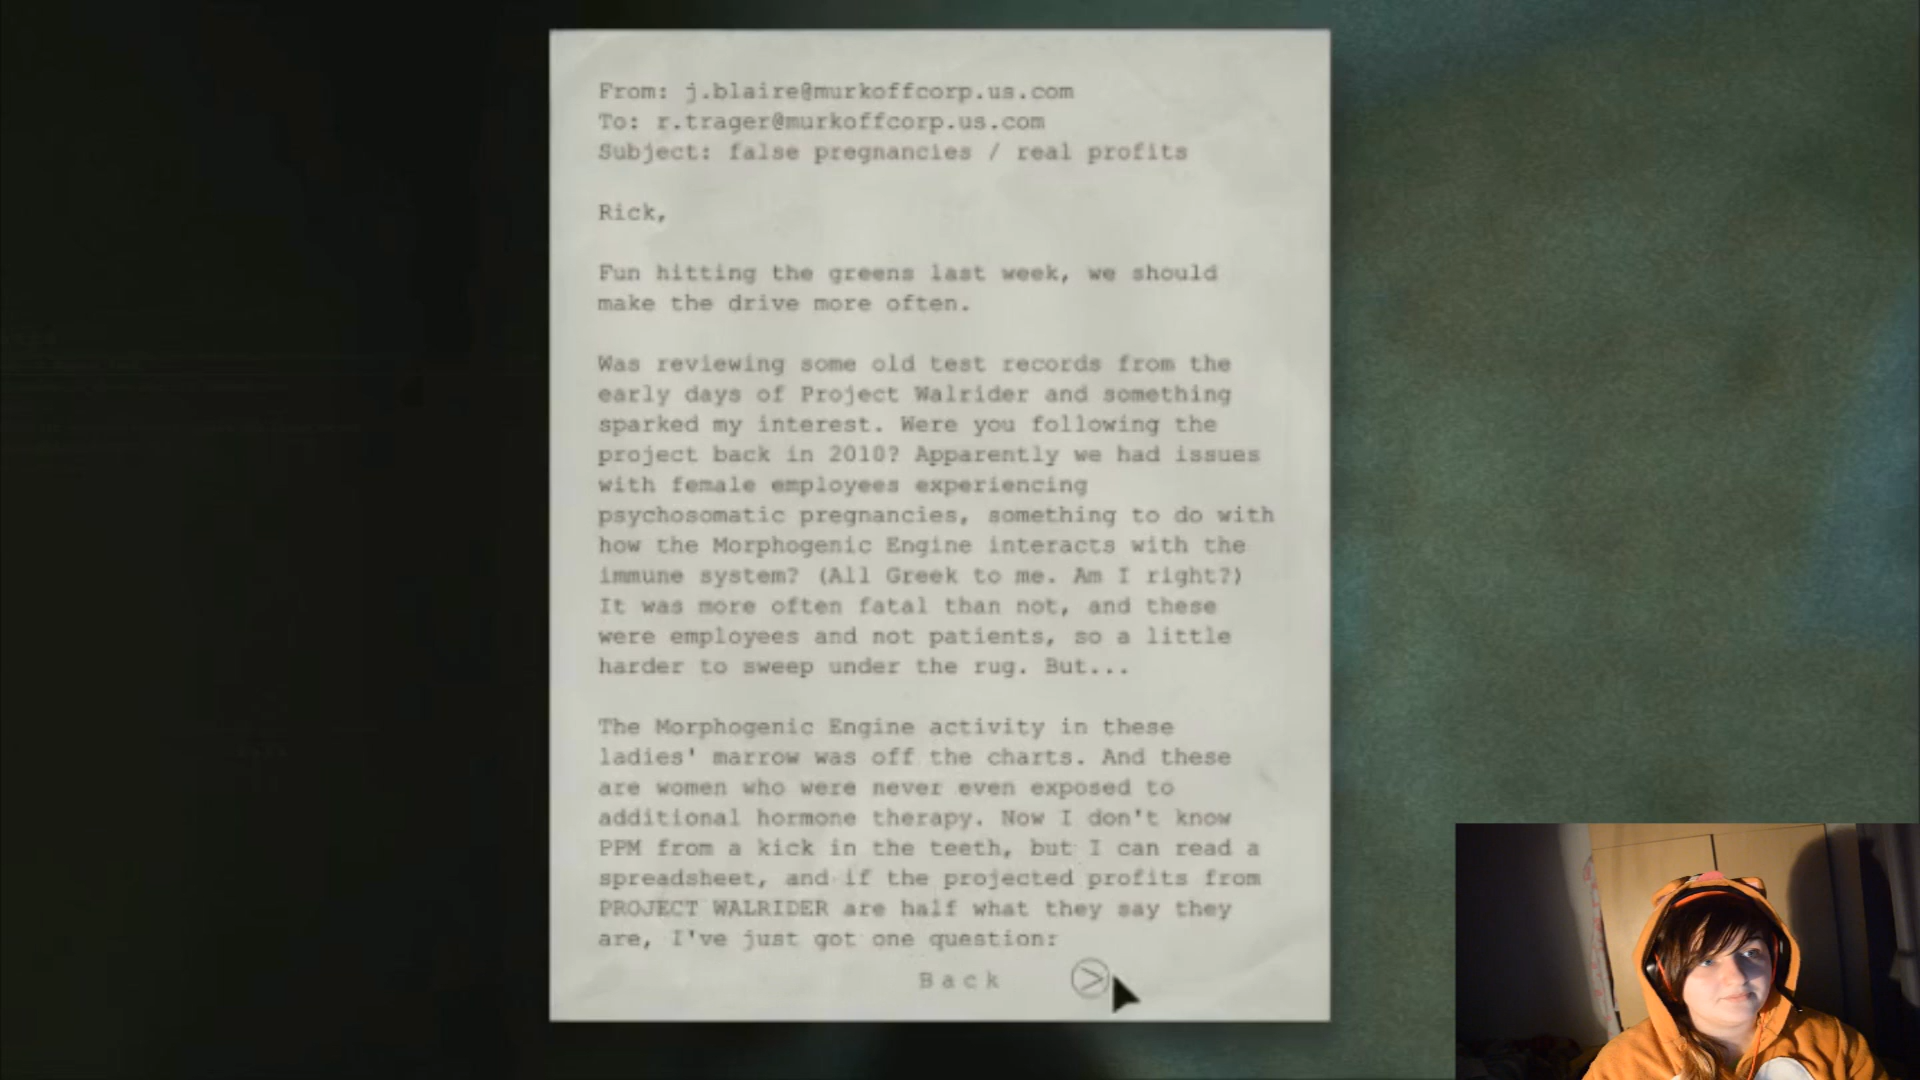 From: j.blaire@murkoffcorp.us.com
To: r.trager@murkoffcorp.us.com
Subject: false pregnancies / real profits
Rick,
Fun hitting the greens last week, we should
make the drive more often.
Was reviewing some old test records from the
early days of Project Walrider and something
sparked my interest. Were you following the
project back in 2010? Apparently we had issues
with female employees experiencing
psychosomatic pregnancies, something to do with
how the Morphogenic Engine interacts with the
immune system? (All Greek to me. Am I right?)
It was more often fatal than not, and these
were employees and not patients, so a little
harder to sweep under the rug. But...
The Morphogenic Engine activity in these
ladies' marrow was off the charts. And these
are women who were never even exposed to
additional hormone therapy. Now I don't know
PPM from a kick in the teeth, but I can read a
spreadsheet, and if the projected profits from
PROJECT WALRIDER are half what they say they
are, I've just got one question:
Back >